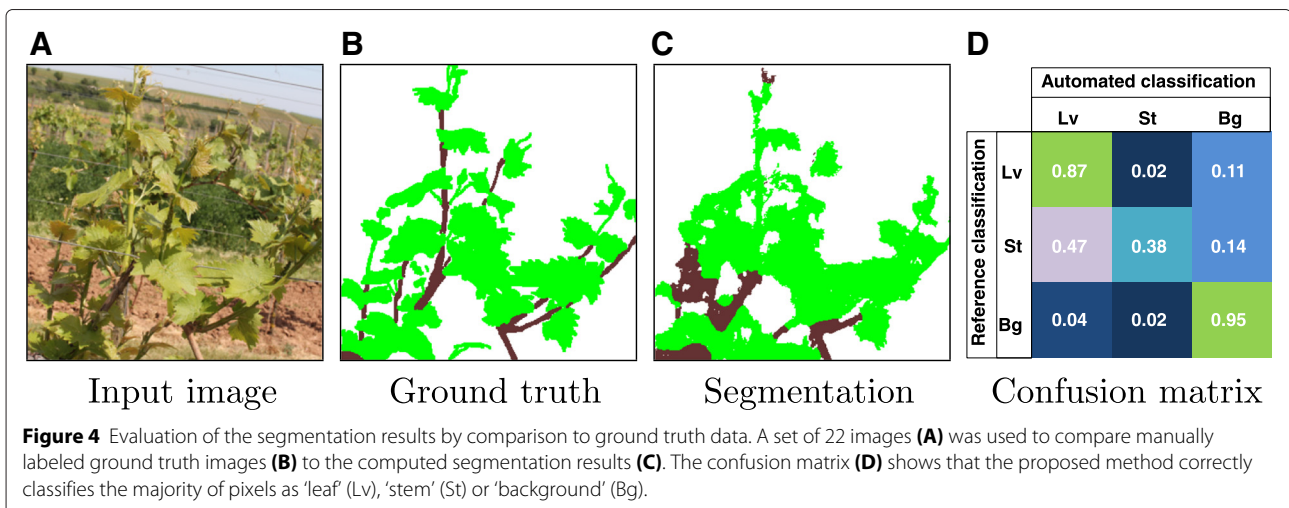 A
B
C
D
Automated classification
Lv St Bg
Reference classification
Lv 0.87 0.02 0.11
St 0.47 0.38 0.14
Bg 0.04 0.02 0.95
Input image
Ground truth
Segmentation
Confusion matrix
Figure 4 Evaluation of the segmentation results by comparison to ground truth data. A set of 22 images (A) was used to compare manually
labeled ground truth images (B) to the computed segmentation results (C). The confusion matrix (D) shows that the proposed method correctly
classifies the majority of pixels as ‘leaf’ (Lv), ‘stem’ (St) or ‘background’ (Bg).